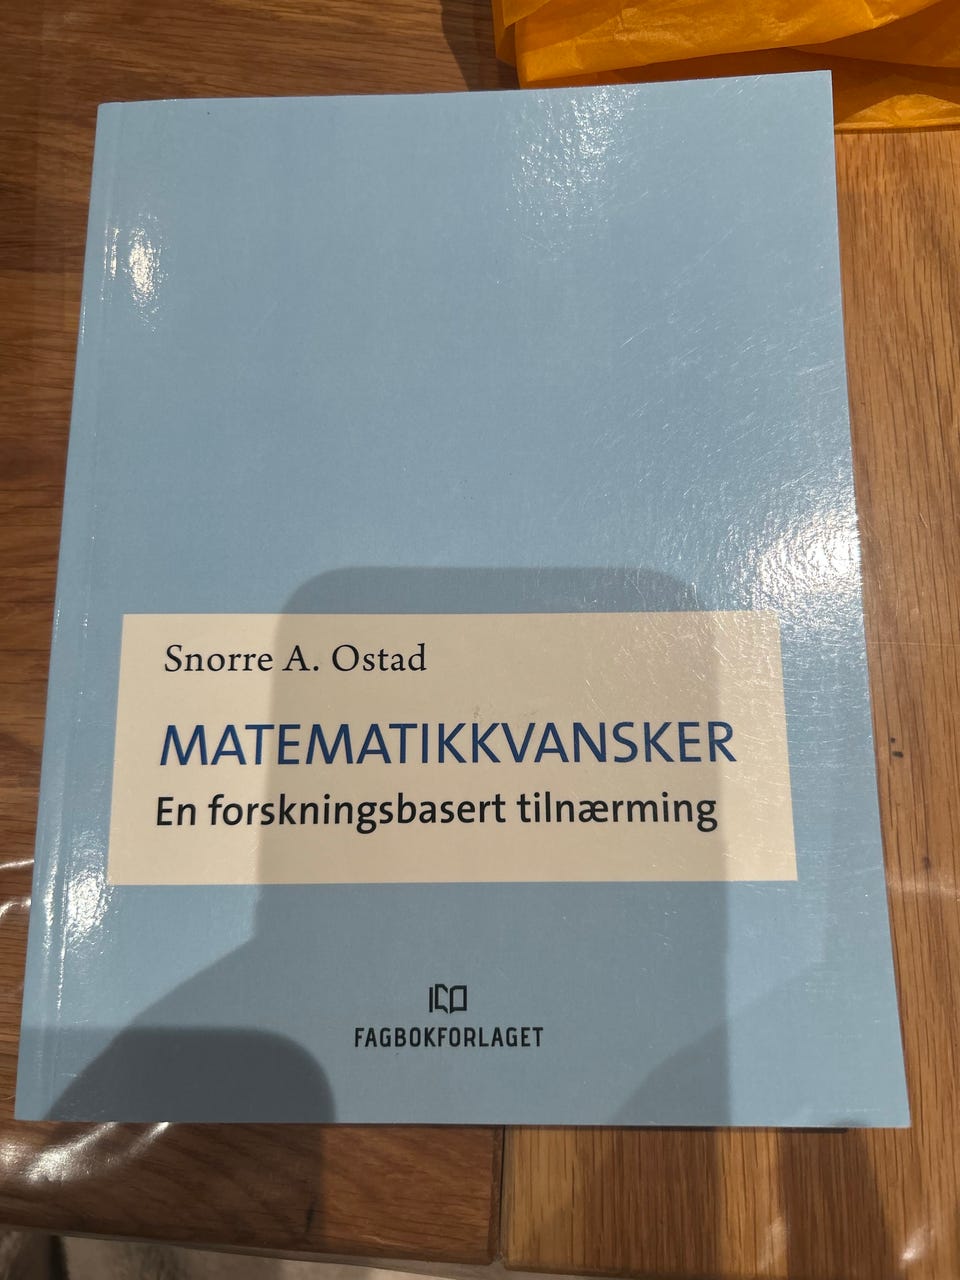 Snorre A. Ostad
MATEMATIKKVANSKER
En forskningsbasert tilnærming
FAGBOKFORLAGET